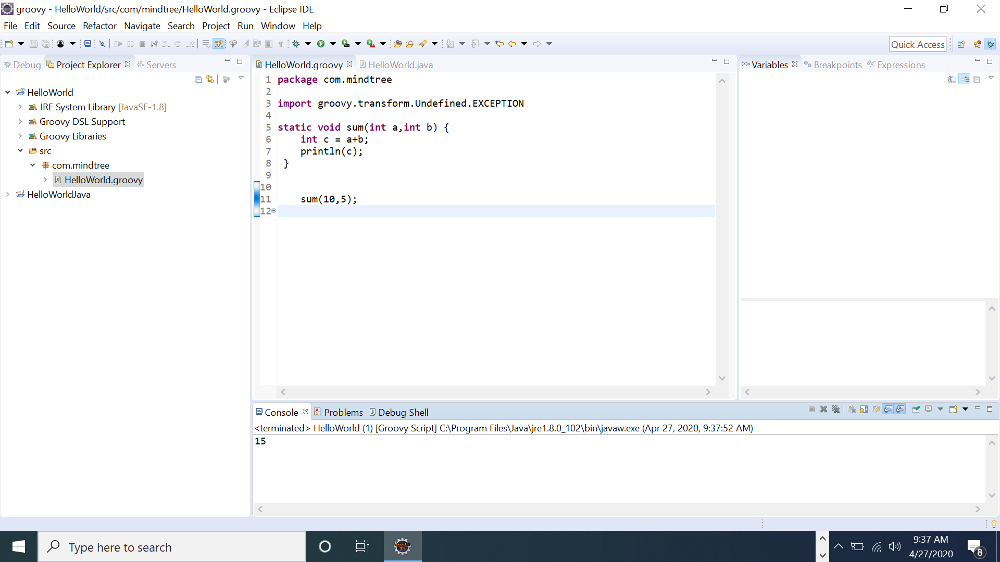 groovy - HelloWorld/src/com/mindtree/HelloWorld.groovy - Eclipse IDE
File Edit Source Refactor Navigate Search Project Run Window Help
Quick Access
Debug Project Explorer Servers
HelloWorld
JRE System Library [JavaSE-1.8]
Groovy DSL Support
Groovy Libraries
src
com.mindtree
HelloWorld.groovy
HelloWorldJava
HelloWorld.groovy HelloWorld.java
1 package com.mindtree
2
3 import groovy.transform.Undefined.EXCEPTION
4
5 static void sum(int a,int b) {
6     int c = a+b;
7     println(c);
8  }
9
10
11     sum(10,5);
12
(x)= Variables Breakpoints Expressions
Console Problems Debug Shell
<terminated> HelloWorld (1) [Groovy Script] C:\Program Files\Java\jre1.8.0_102\bin\javaw.exe (Apr 27, 2020, 9:37:52 AM)
15
Type here to search
Java EE
IDE
9:37 AM
4/27/2020
8